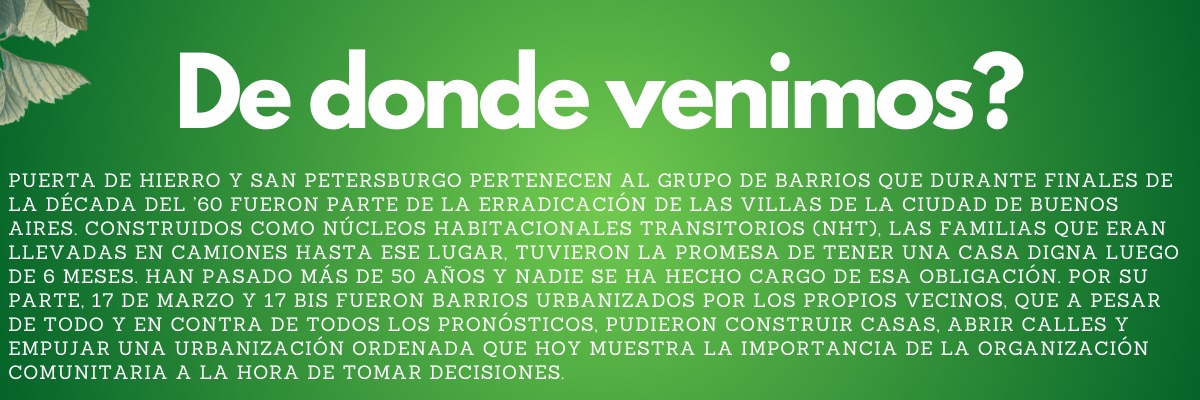 De donde venimos?
PUERTA DE HIERRO Y SAN PETERSBURGO PERTENECEN AL GRUPO DE BARRIOS QUE DURANTE FINALES DE
LA DÉCADA DEL '60 FUERON PARTE DE LA ERRADICACIÓN DE LAS VILLAS DE LA CIUDAD DE BUENOS
AIRES. CONSTRUIDOS COMO NÚCLEOS HABITACIONALES TRANSITORIOS (NHT), LAS FAMILIAS QUE ERAN
LLEVADAS EN CAMIONES HASTA ESE LUGAR, TUVIERON LA PROMESA DE TENER UNA CASA DIGNA LUEGO
DE 6 MESES. HAN PASADO MÁS DE 50 AÑOS Y NADIE SE HA HECHO CARGO DE ESA OBLIGACIÓN. POR SU
PARTE, 17 DE MARZO Y 17 BIS FUERON BARRIOS URBANIZADOS POR LOS PROPIOS VECINOS, QUE A PESAR
DE TODO Y EN CONTRA DE TODOS LOS PRONÓSTICOS, PUDIERON CONSTRUIR CASAS, ABRIR CALLES Y
EMPUJAR UNA URBANIZACIÓN ORDENADA QUE HOY MUESTRA LA IMPORTANCIA DE LA ORGANIZACIÓN
COMUNITARIA A LA HORA DE TOMAR DECISIONES.